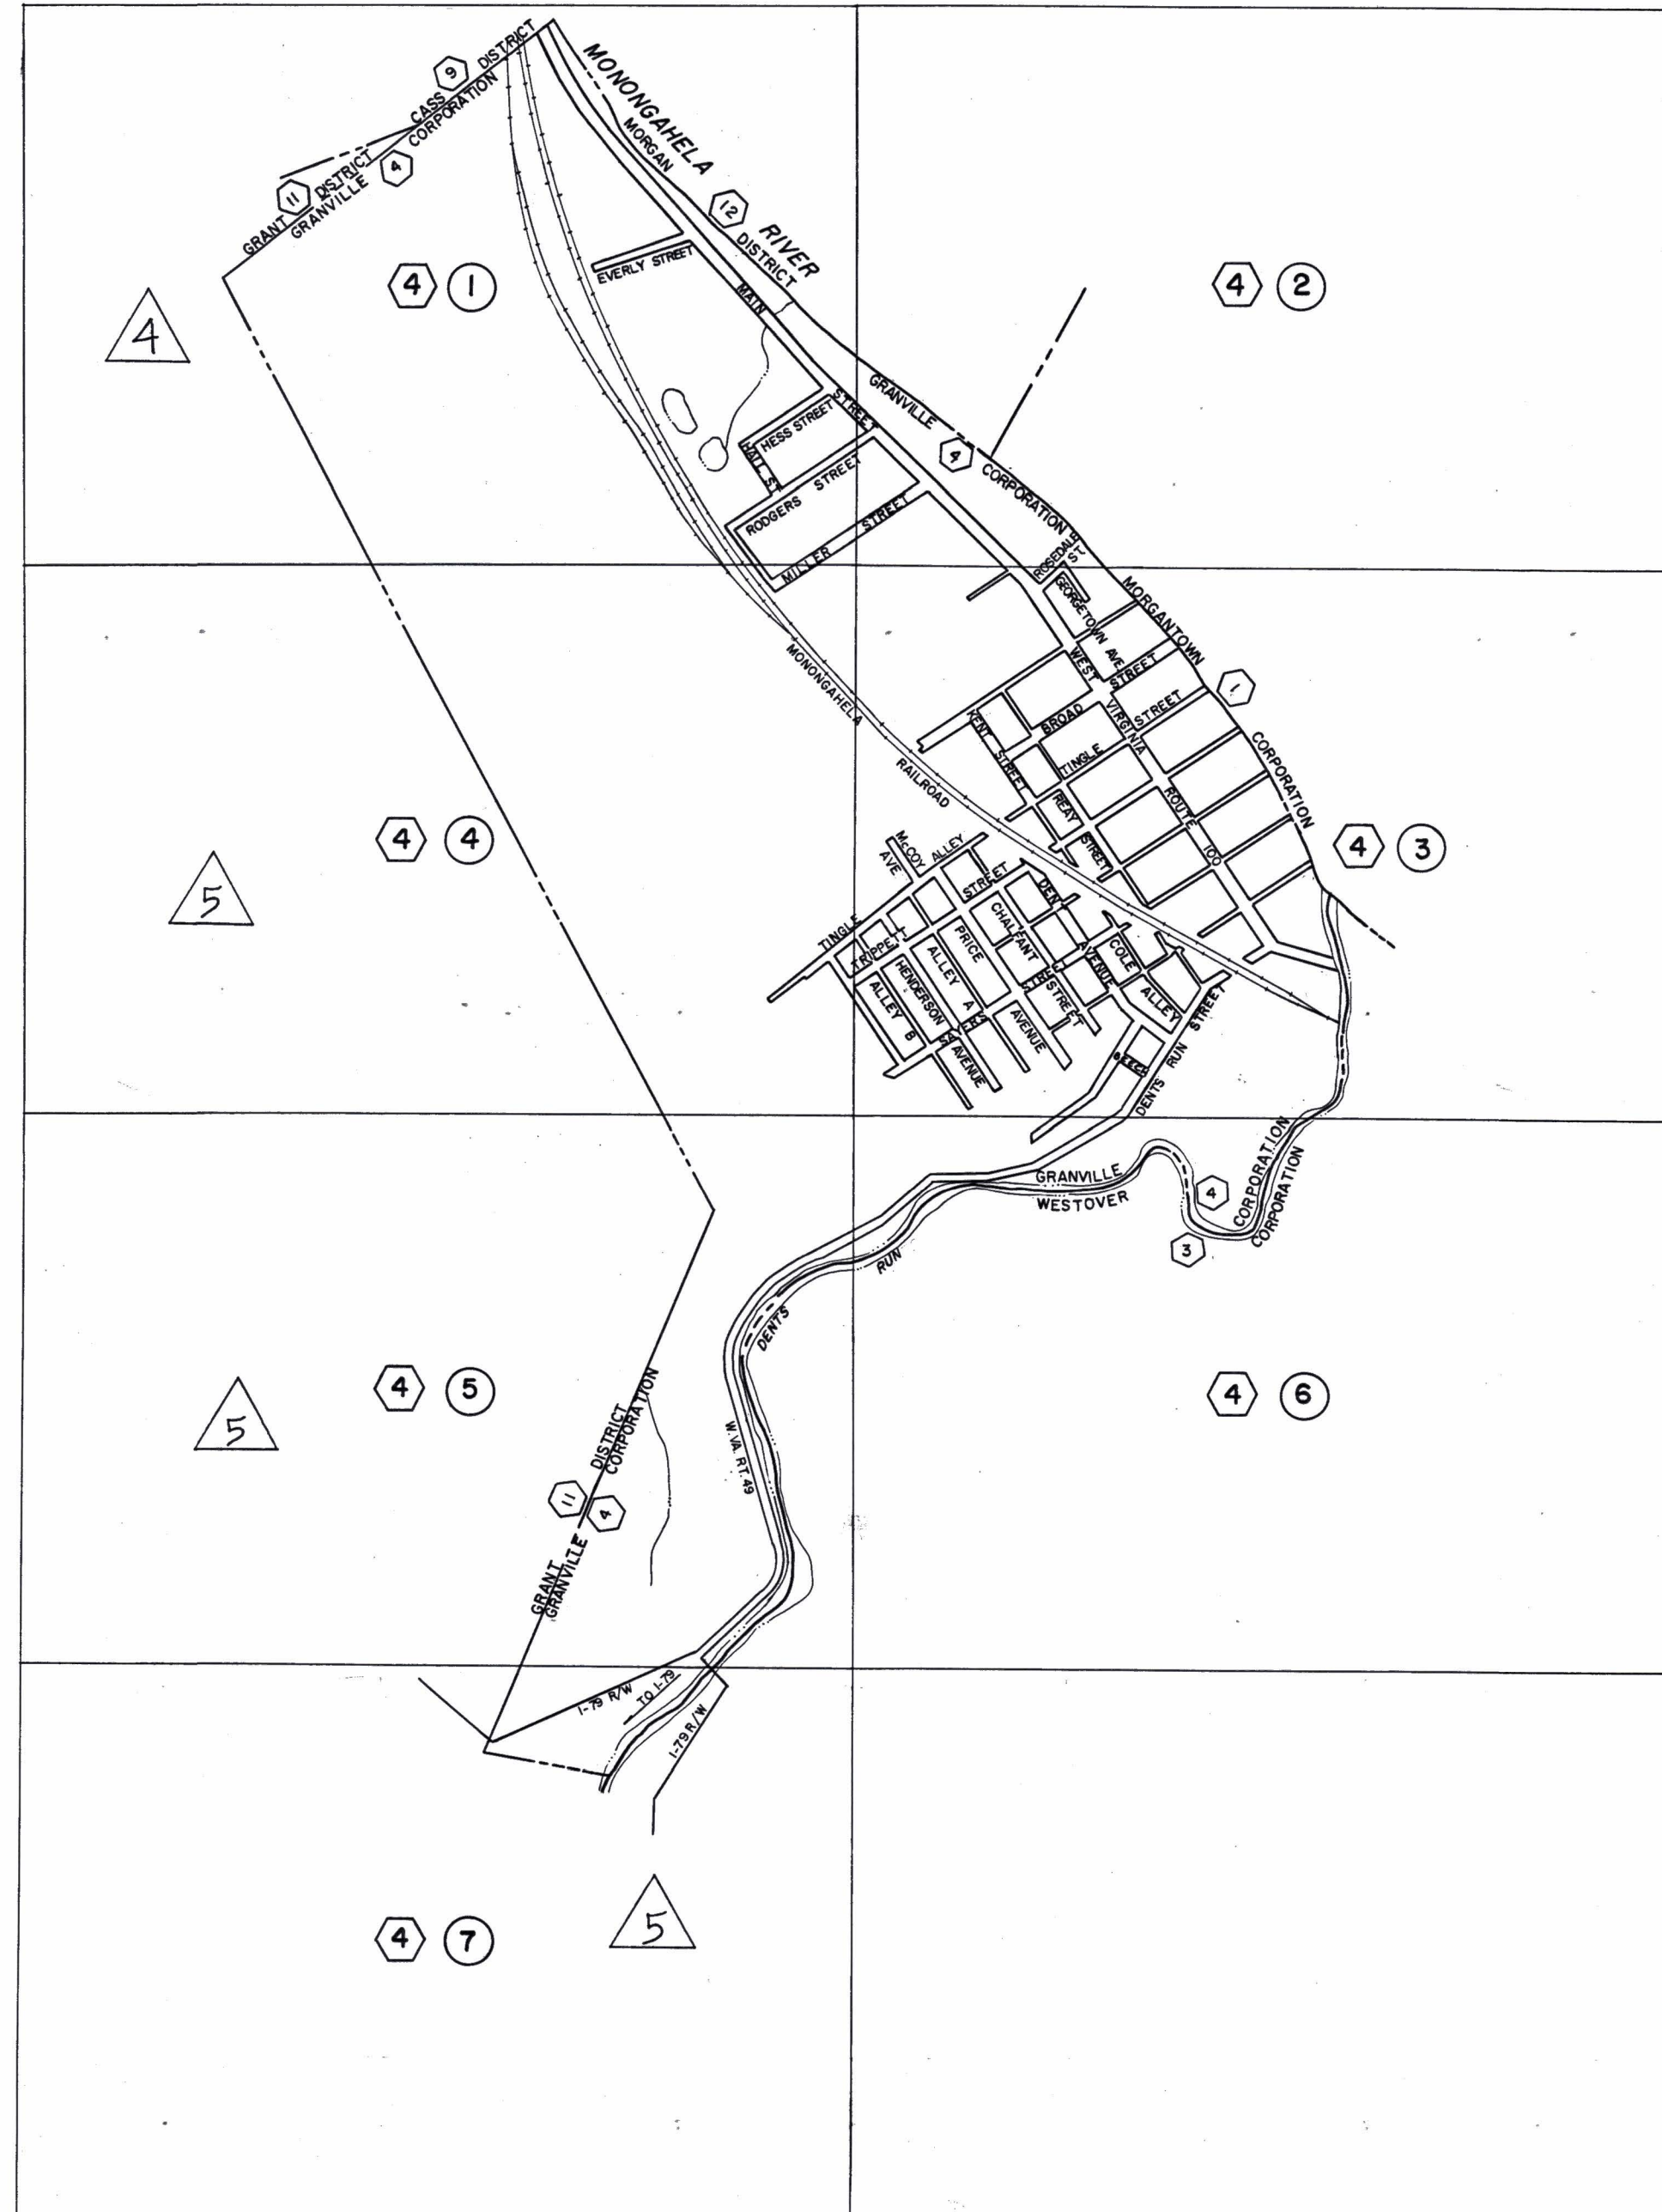 CASS DISTRICT
9
GRANVILLE CORPORATION
4
GRANT DISTRICT
11
MONONGAHELA RIVER
MORGAN DISTRICT
12
EVERLY STREET
MAIN STREET
4 1
4 2
4
GRANVILLE CORPORATION
4
HESS STREET
HALL ST.
RODGERS STREET
MILLER STREET
ROSEDALE ST.
GEORGETOWN AVE.
MORGANTOWN CORPORATION
1
MONONGAHELA RAILROAD
WEST VIRGINIA ROUTE 100
BROAD STREET
KENT STREET
TINGLE STREET
REAY STREET
4 4
4 3
5
McCOY AVE
ALLEY
TINGLE STREET
TRIPPETT
DENT AVENUE
CHALFANT STREET
PRICE AVENUE
COLE ALLEY
ALLEY A
HENDERSON AVENUE
ALLEY B
STREET
DENTS RUN STREET
GRANVILLE CORPORATION
4
WESTOVER CORPORATION
3
DENTS RUN
4 5
4 6
5
W. VA. RT. 49
GRANT DISTRICT
GRANVILLE CORPORATION
11
4
I-79 R/W
TO I-79
I-79 R/W
4 7
5